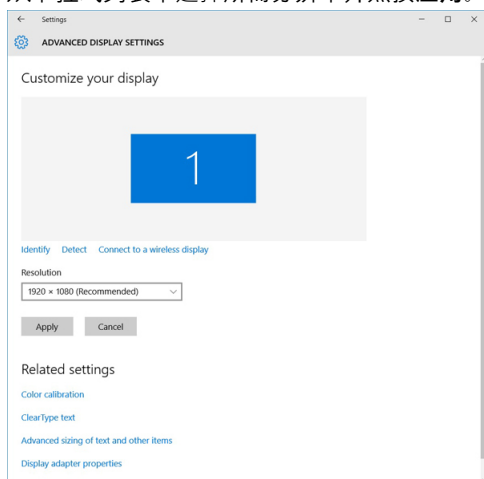 Settings
ADVANCED DISPLAY SETTINGS
Customize your display
1
Identify Detect Connect to a wireless display
Resolution
1920 × 1080 (Recommended)
Apply Cancel
Related settings
Color calibration
ClearType text
Advanced sizing of text and other items
Display adapter properties